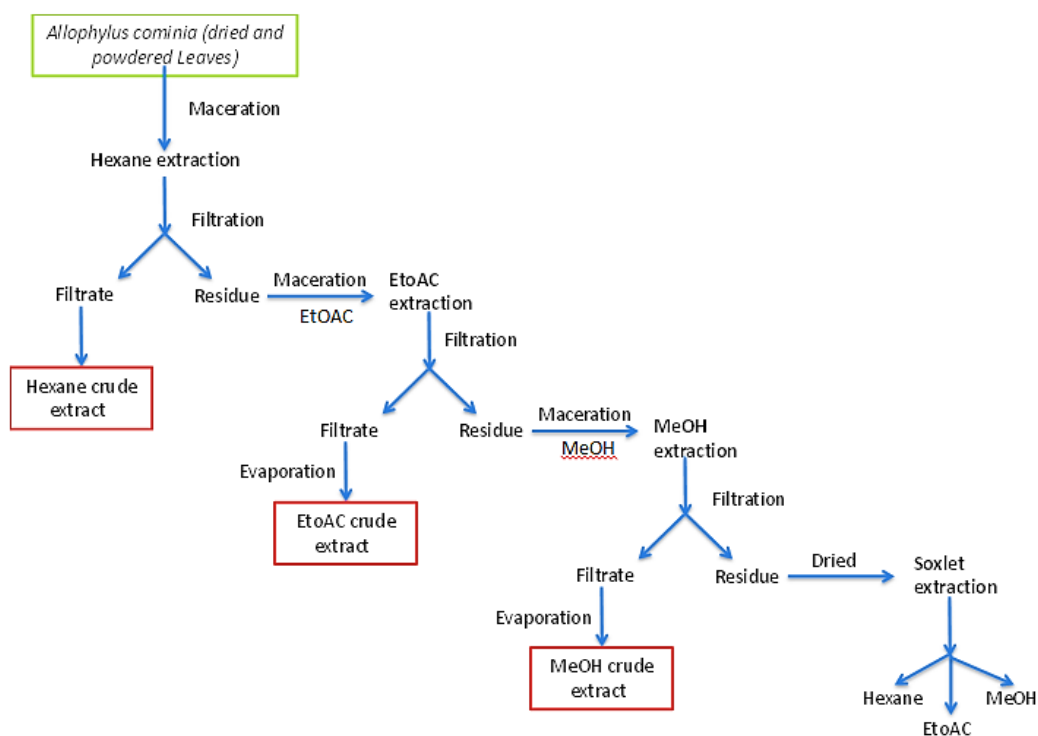 Allophylus cominia (dried and
powdered Leaves)
Maceration
Hexane extraction
Filtration
Filtrate
Residue
Maceration
EtOAC
EtoAC
extraction
Hexane crude
extract
Filtration
Filtrate
Residue
Maceration
MeOH
MeOH
extraction
Evaporation
EtoAC crude
extract
Filtration
Filtrate
Residue
Dried
Soxlet
extraction
Evaporation
MeOH crude
extract
Hexane
EtoAC
MeOH